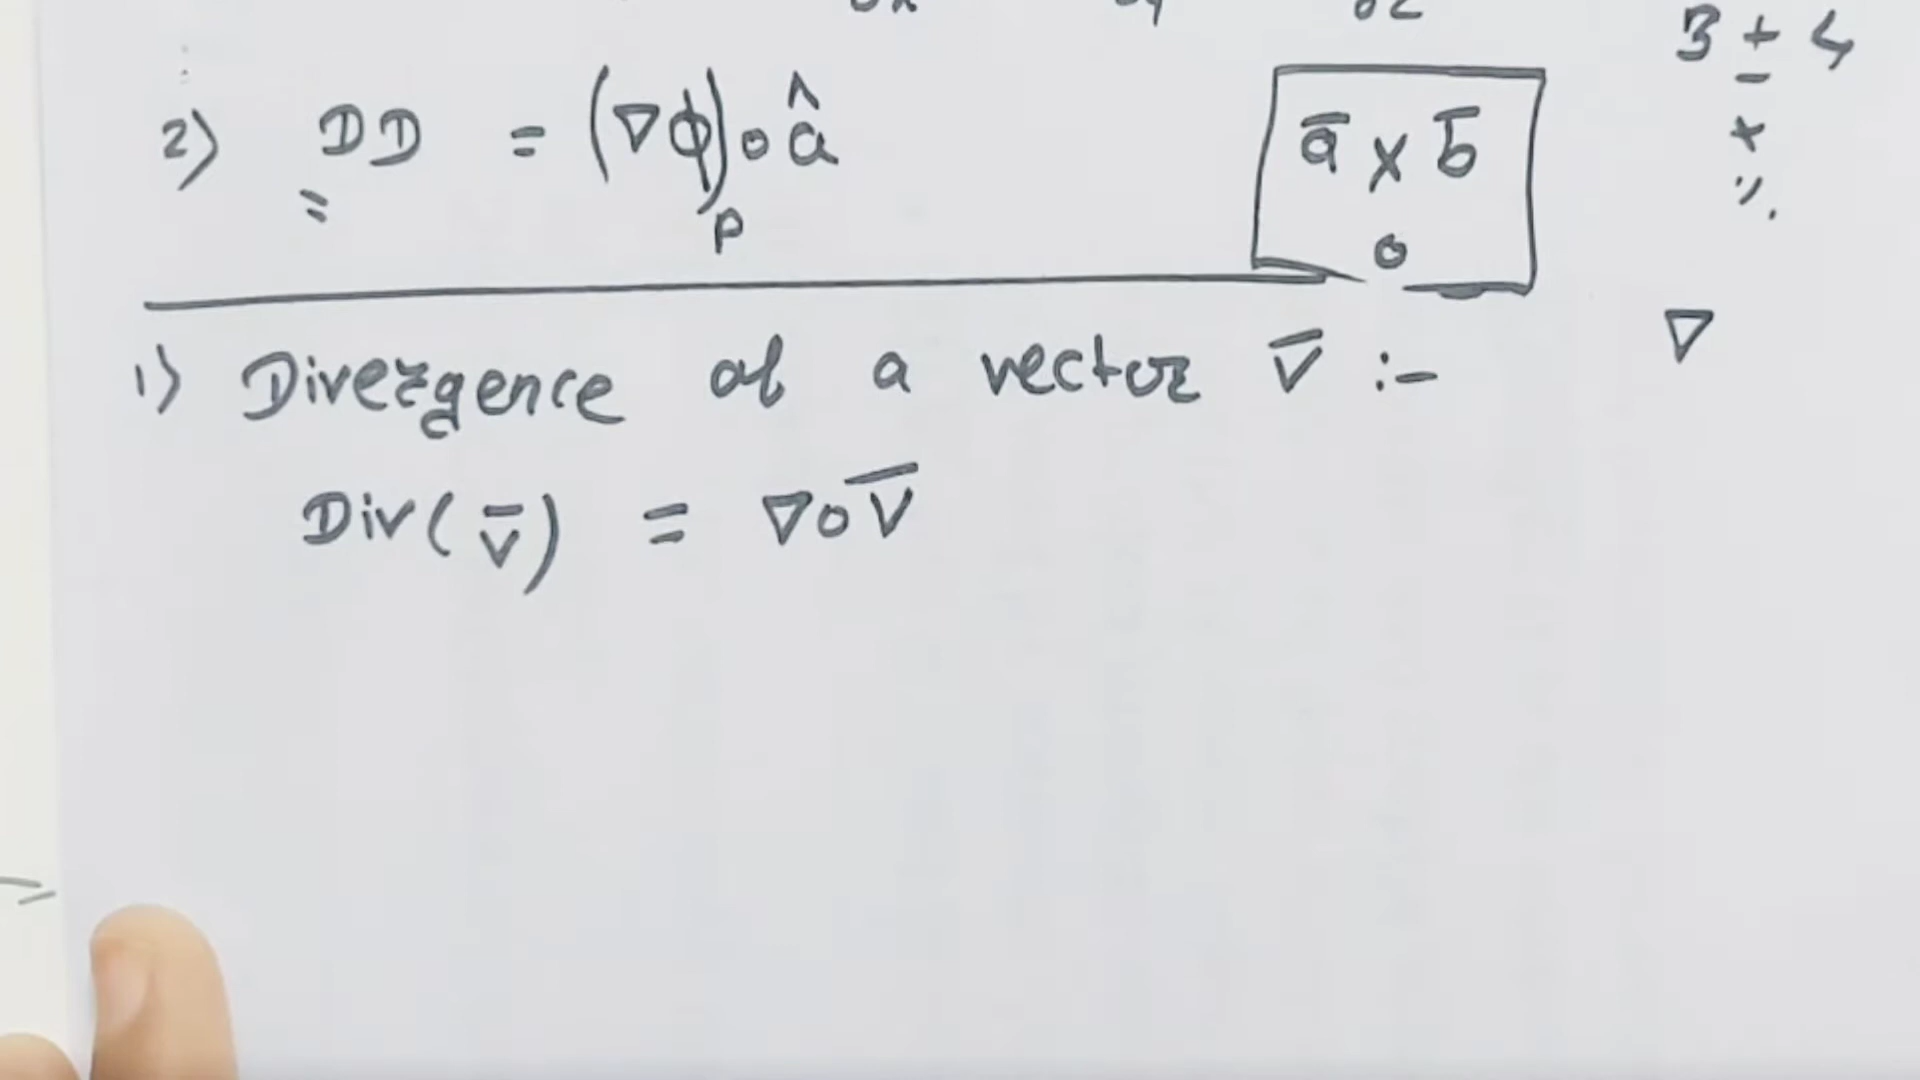 3 + 4
-
2) DD = (∇ϕ)ₚ∘â
a̅ × b̅
∘
*
٪.
1) Divergence of a vector v̅ :-
∇
Div(v̅) = ∇∘V̅